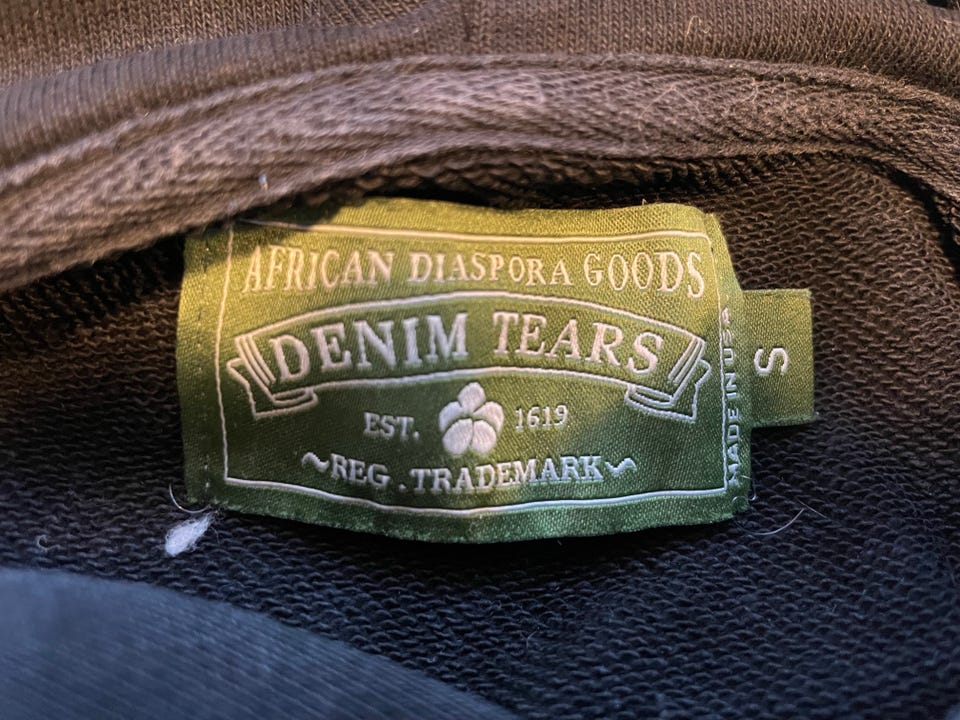 AFRICAN DIASPORA GOODS
DENIM TEARS
EST. 1619
~REG . TRADEMARK~
MADE IN USA
S